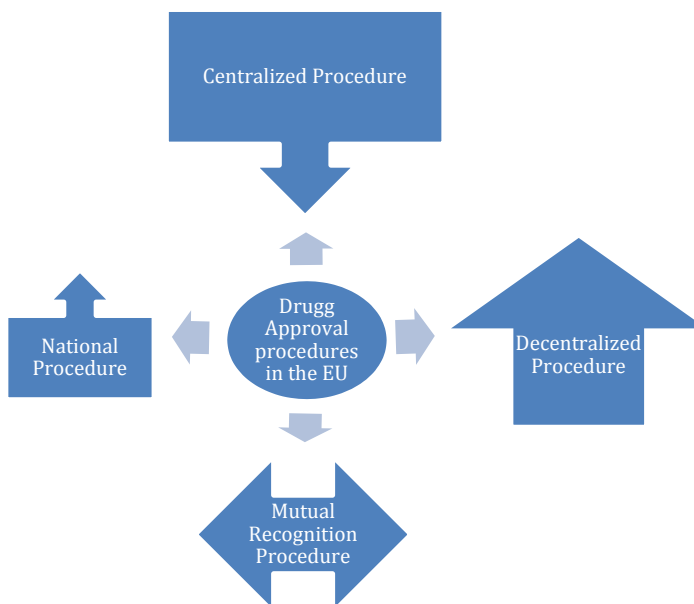 Centralized Procedure
Drugg
Approval
procedures
in the EU
National
Procedure
Decentralized
Procedure
Mutual
Recognition
Procedure